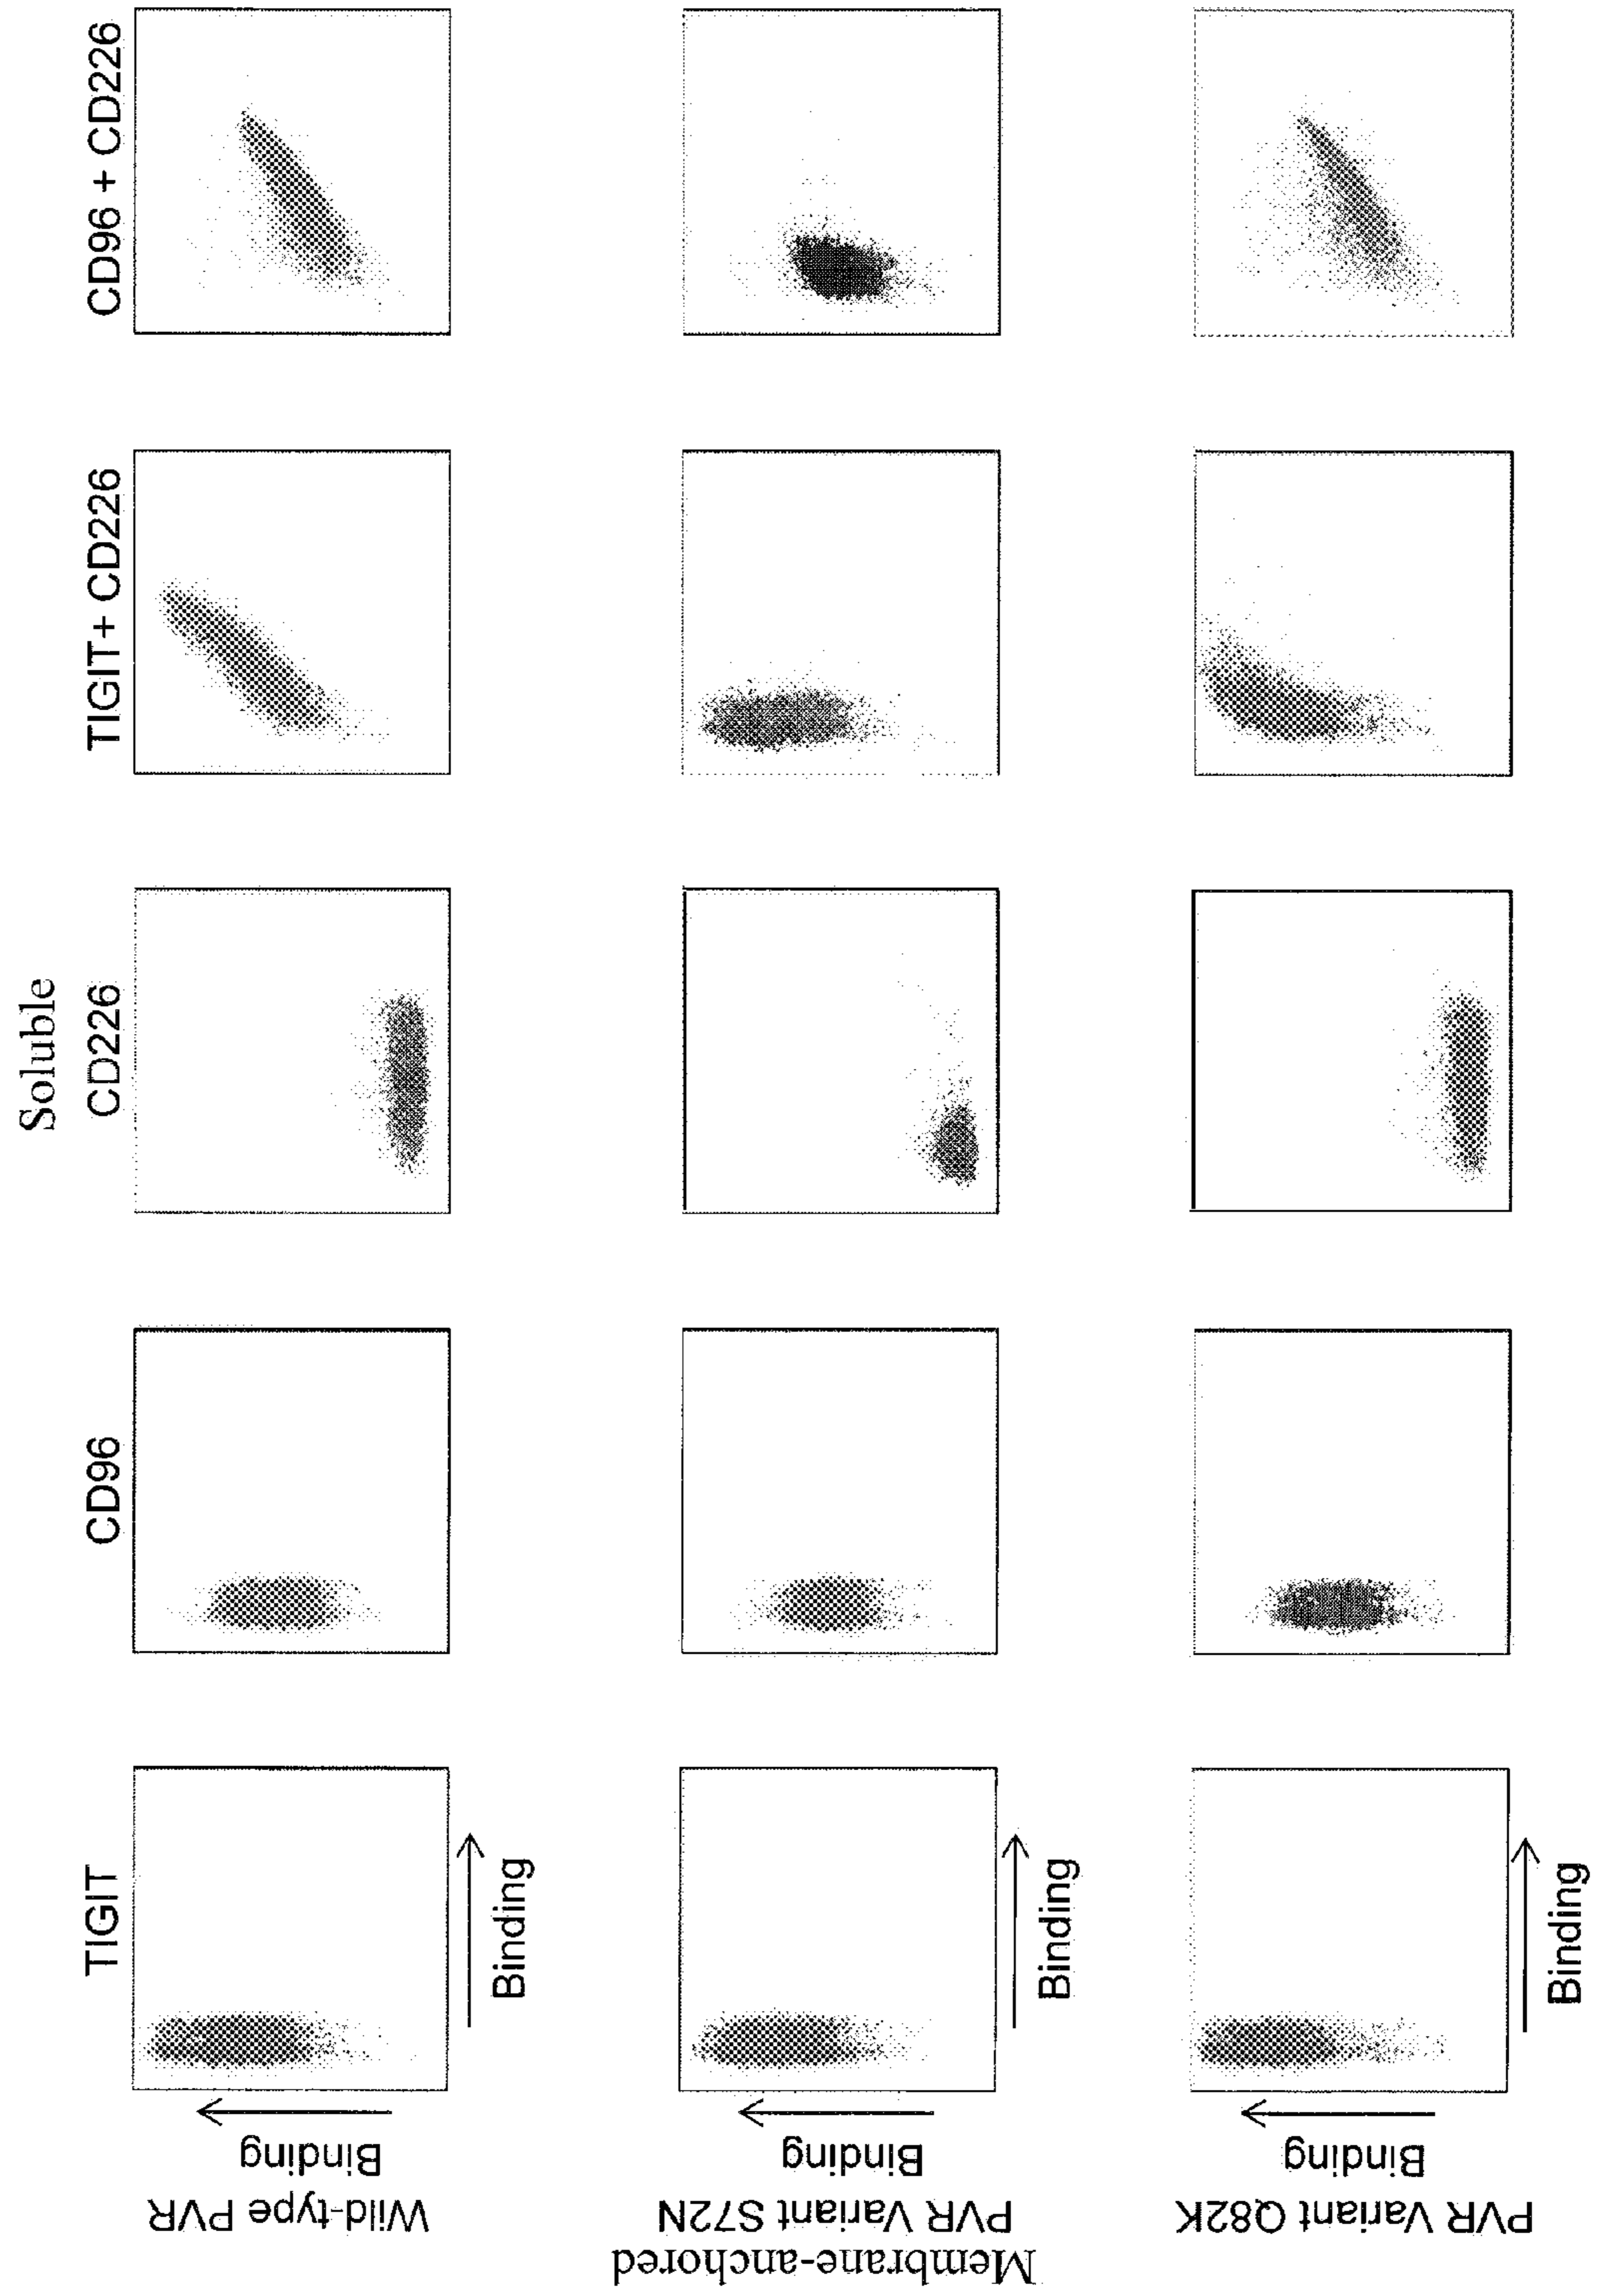 Soluble
TIGIT
CD96
CD226
TIGIT+ CD226
CD96 + CD226
Membrane-anchored
Wild-type PVR
Binding
Binding
PVR Variant S72N
Binding
Binding
PVR Variant Q82K
Binding
Binding